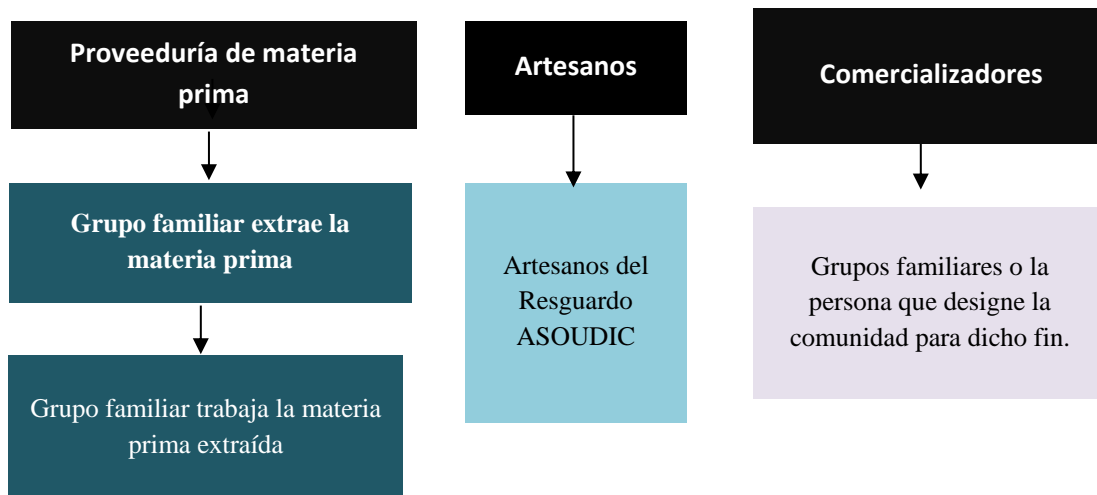 Proveeduría de materia
prima
Grupo familiar extrae la
materia prima
Grupo familiar trabaja la materia
prima extraída
Artesanos
Artesanos del
Resguardo
ASOUDIC
Comercializadores
Grupos familiares o la
persona que designe la
comunidad para dicho fin.